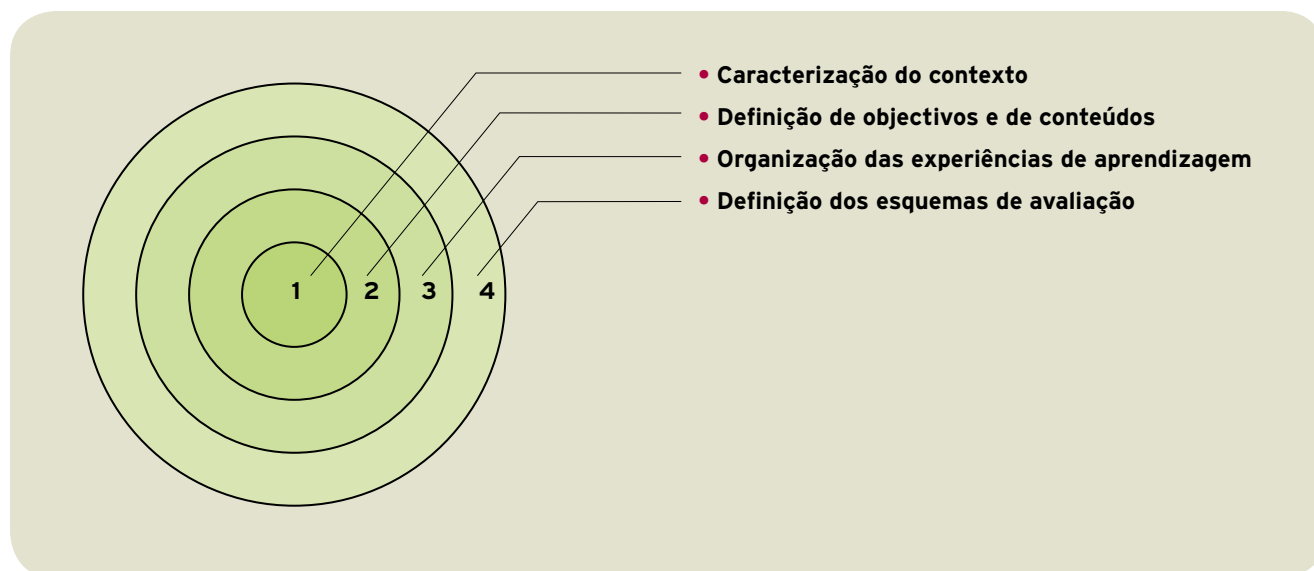 • Caracterização do contexto
• Definição de objectivos e de conteúdos
• Organização das experiências de aprendizagem
• Definição dos esquemas de avaliação
1 2 3 4